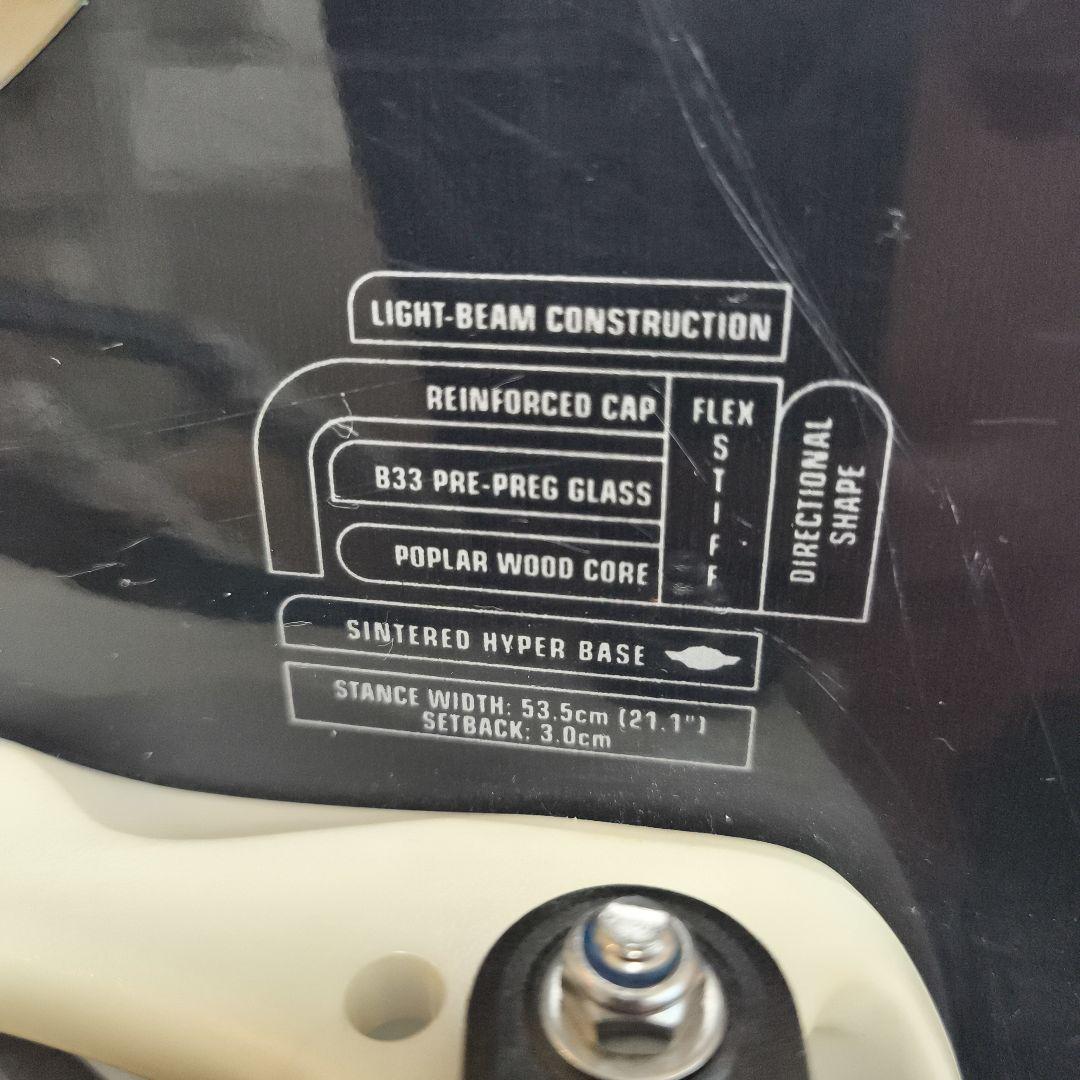 LIGHT-BEAM CONSTRUCTION
REINFORCED CAP
B33 PRE-PREG GLASS
POPLAR WOOD CORE
FLEX
STIFF
DIRECTIONAL
SHAPE
SINTERED HYPER BASE
STANCE WIDTH: 53.5cm (21.1")
SETBACK: 3.0cm